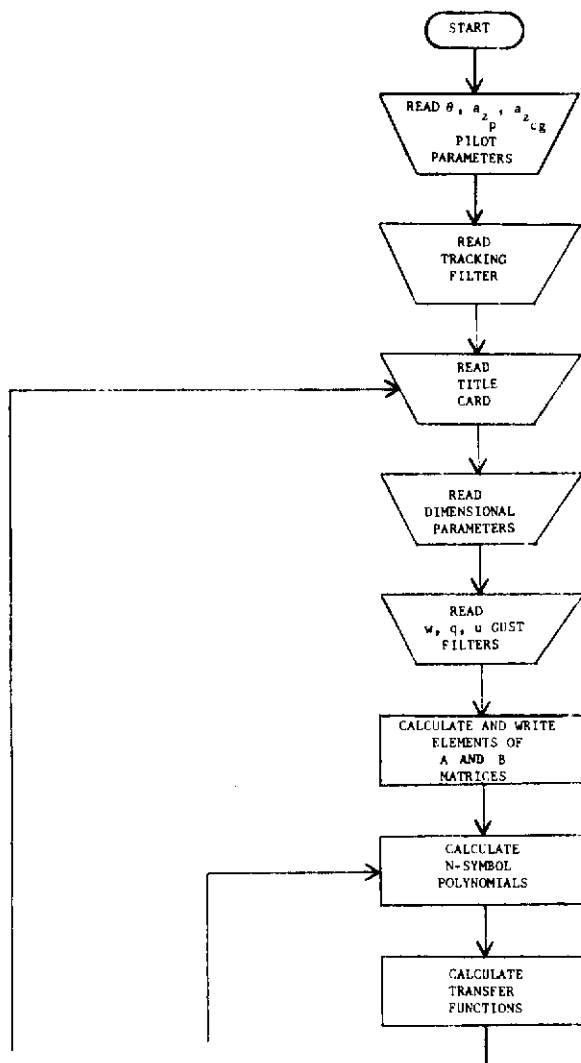 START
READ θ, a_z_p, a_z_cg
PILOT
PARAMETERS
READ
TRACKING
FILTER
READ
TITLE
CARD
READ
DIMENSIONAL
PARAMETERS
READ
w, q, u GUST
FILTERS
CALCULATE AND WRITE
ELEMENTS OF
A AND B
MATRICES
CALCULATE
N-SYMBOL
POLYNOMIALS
CALCULATE
TRANSFER
FUNCTIONS